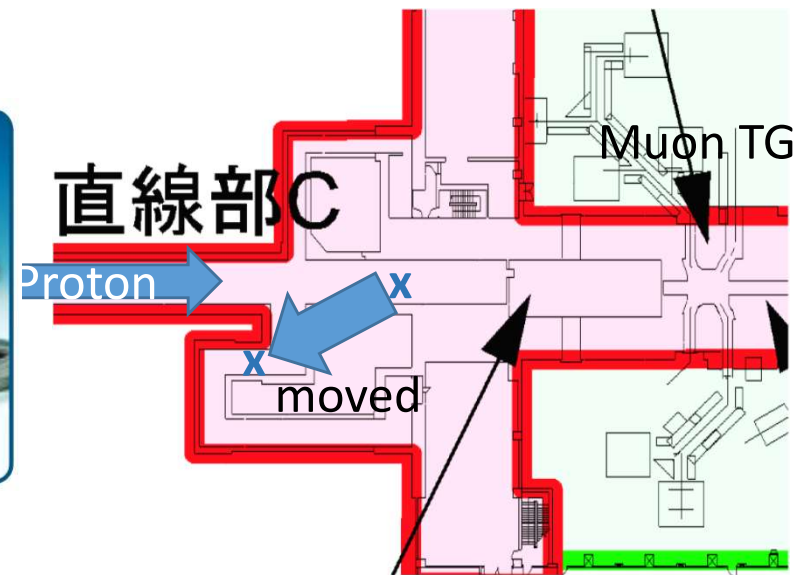 Muon TG
直線部C
Proton
x
x
moved